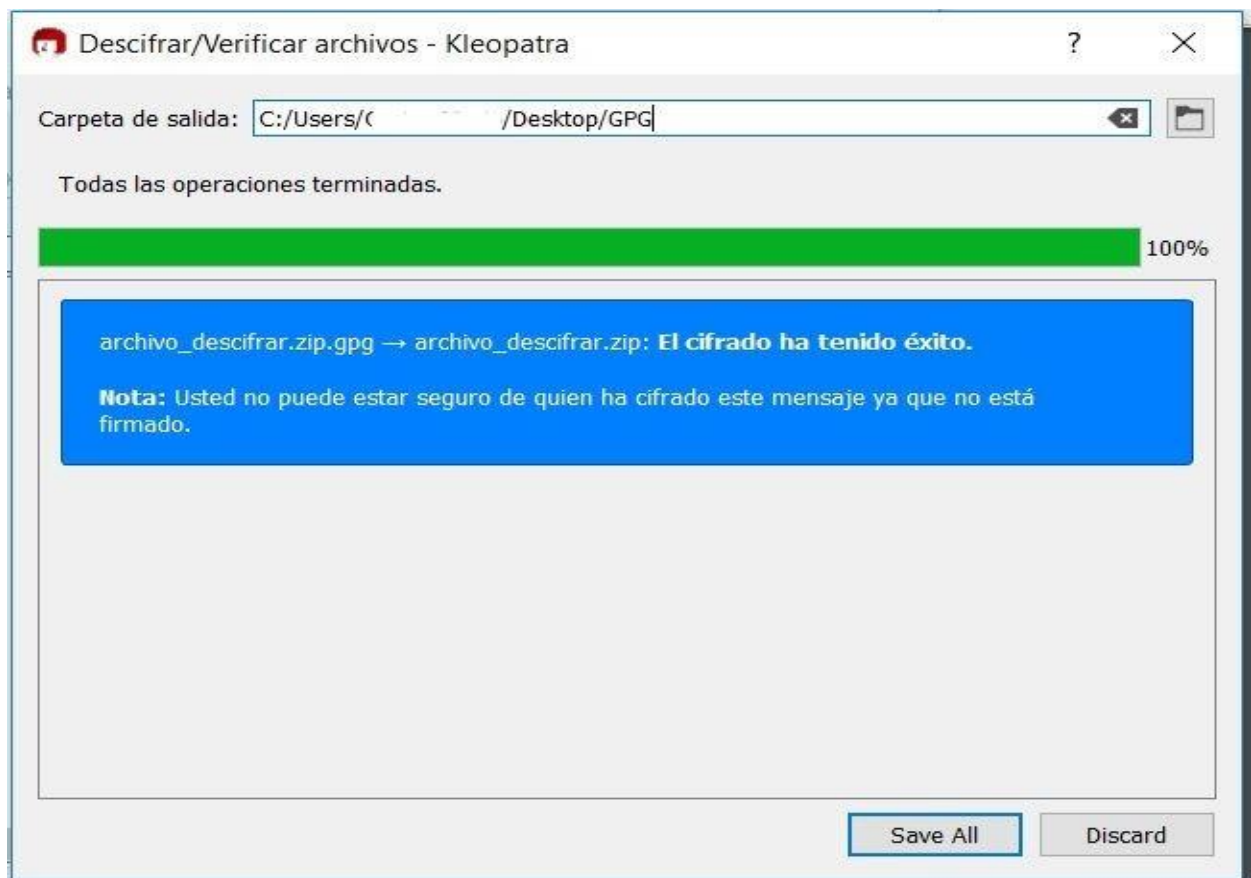 Descifrar/Verificar archivos - Kleopatra
Carpeta de salida: C:/Users/ /Desktop/GPG
Todas las operaciones terminadas.
100%
archivo_descifrar.zip.gpg → archivo_descifrar.zip: El cifrado ha tenido éxito.
Nota: Usted no puede estar seguro de quien ha cifrado este mensaje ya que no está
firmado.
Save All
Discard